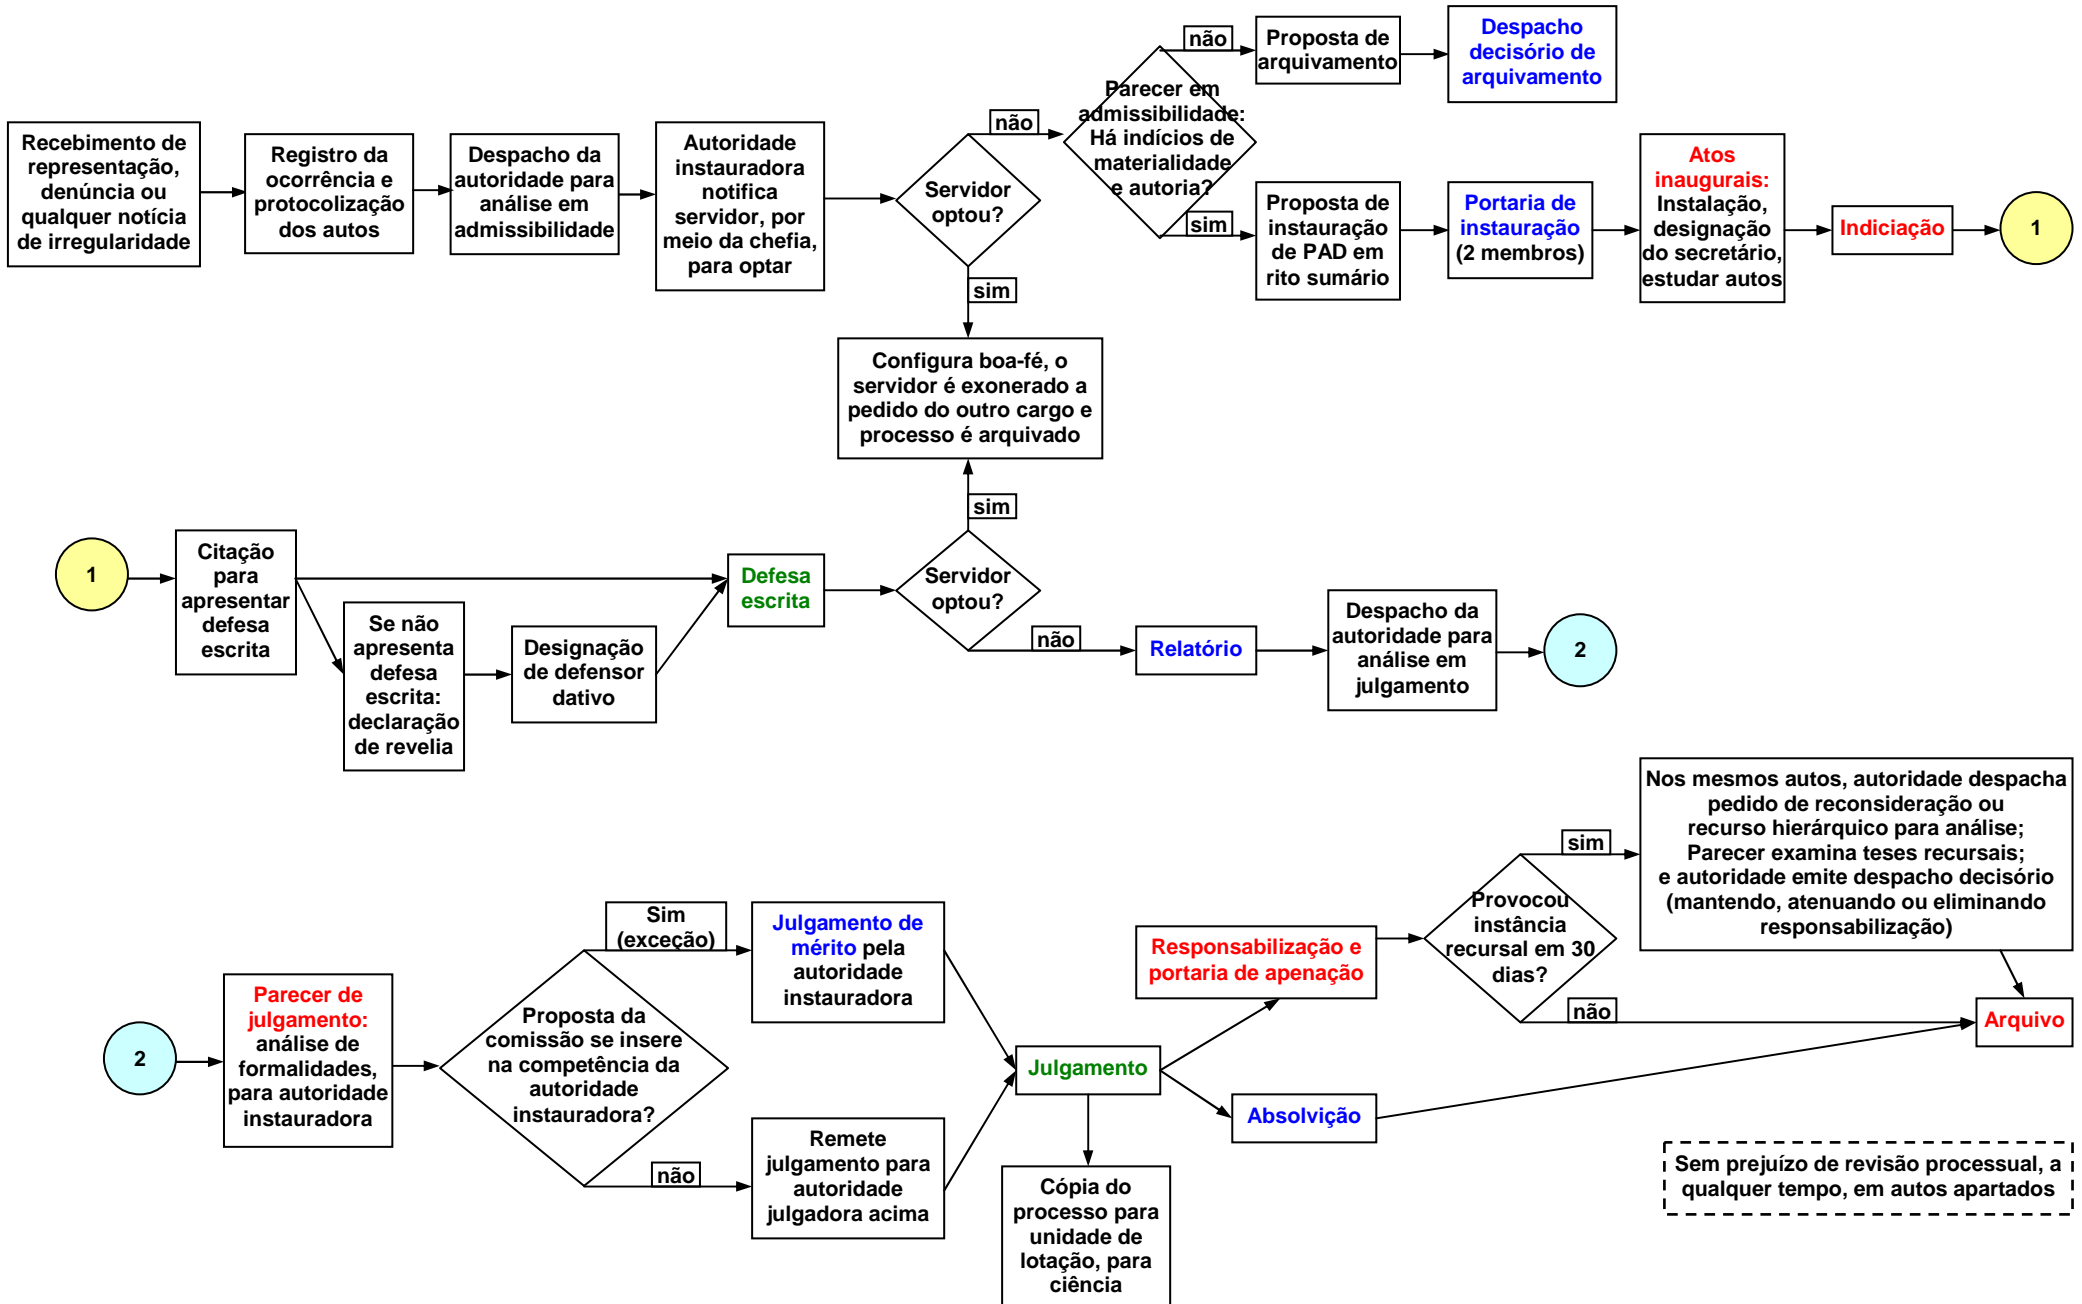 Recebimento de
representação,
denúncia ou
qualquer notícia
de irregularidade
Registro da
ocorrência e
protocolização
dos autos
Despacho da
autoridade para
análise em
admissibilidade
Autoridade
instauradora
notifica
servidor, por
meio da chefia,
para optar
Servidor
optou?
não
sim
Parecer em
admissibilidade:
Há indícios de
materialidade
e autoria?
não
Proposta de
arquivamento
Despacho
decisório de
arquivamento
sim
Proposta de
instauração
de PAD em
rito sumário
Portaria de
instauração
(2 membros)
Atos
inaugurais:
Instalação,
designação
do secretário,
estudar autos
Indiciação
1
Configura boa-fé, o
servidor é exonerado a
pedido do outro cargo e
processo é arquivado
sim
1
Citação
para
apresentar
defesa
escrita
Se não
apresenta
defesa
escrita:
declaração
de revelia
Designação
de defensor
dativo
Defesa
escrita
Servidor
optou?
não
Relatório
Despacho da
autoridade para
análise em
julgamento
2
2
Parecer de
julgamento:
análise de
formalidades,
para autoridade
instauradora
Proposta da
comissão se insere
na competência da
autoridade
instauradora?
Sim
(exceção)
Julgamento de
mérito pela
autoridade
instauradora
não
Remete
julgamento para
autoridade
julgadora acima
Julgamento
Cópia do
processo para
unidade de
lotação, para
ciência
Responsabilização e
portaria de apenação
Absolvição
Provocou
instância
recursal em 30
dias?
sim
Nos mesmos autos, autoridade despacha
pedido de reconsideração ou
recurso hierárquico para análise;
Parecer examina teses recursais;
e autoridade emite despacho decisório
(mantendo, atenuando ou eliminando
responsabilização)
não
Arquivo
Sem prejuízo de revisão processual, a
qualquer tempo, em autos apartados